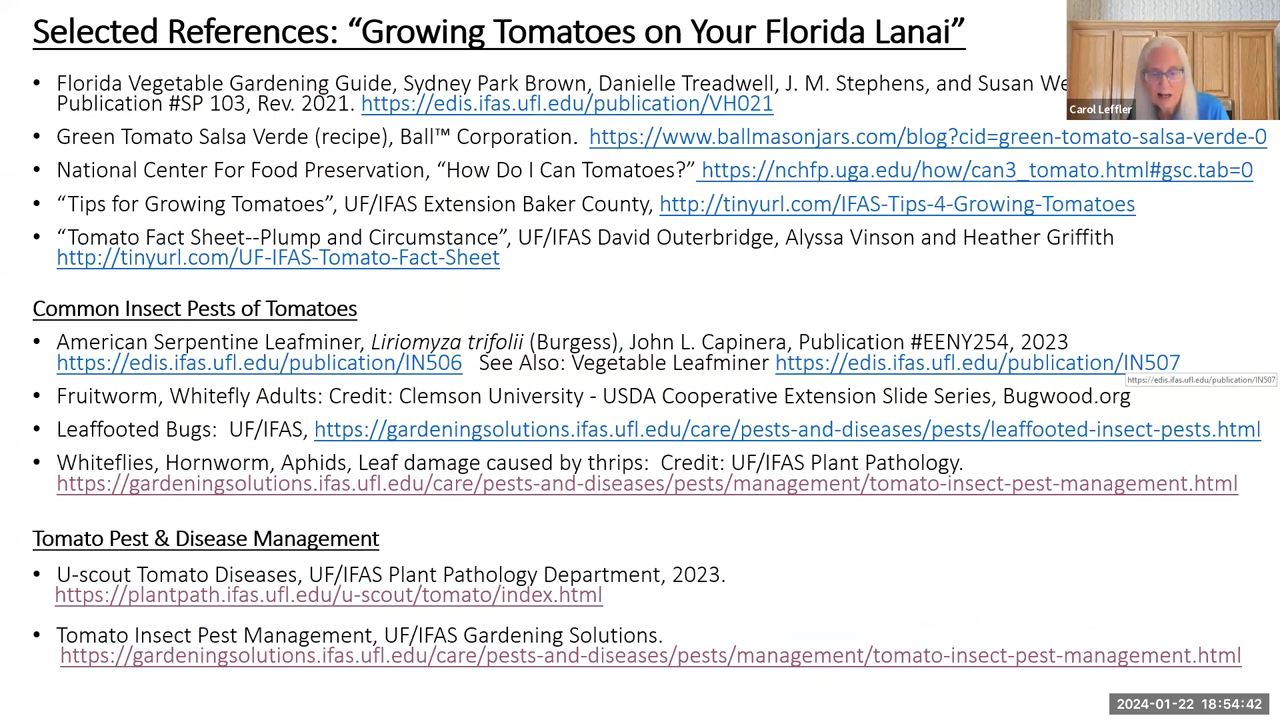 Selected References: “Growing Tomatoes on Your Florida Lanai”
Carol Leffler
• Florida Vegetable Gardening Guide, Sydney Park Brown, Danielle Treadwell, J. M. Stephens, and Susan
Publication #SP 103, Rev. 2021. https://edis.ifas.ufl.edu/publication/VH021
• Green Tomato Salsa Verde (recipe), Ball™ Corporation. https://www.ballmasonjars.com/blog?cid=green-tomato-salsa-verde-0
• National Center For Food Preservation, “How Do I Can Tomatoes?” https://nchfp.uga.edu/how/can3_tomato.html#gsc.tab=0
• “Tips for Growing Tomatoes”, UF/IFAS Extension Baker County, http://tinyurl.com/IFAS-Tips-4-Growing-Tomatoes
• “Tomato Fact Sheet--Plump and Circumstance”, UF/IFAS David Outerbridge, Alyssa Vinson and Heather Griffith
http://tinyurl.com/UF-IFAS-Tomato-Fact-Sheet
Common Insect Pests of Tomatoes
• American Serpentine Leafminer, Liriomyza trifolii (Burgess), John L. Capinera, Publication #EENY254, 2023
https://edis.ifas.ufl.edu/publication/IN506 See Also: Vegetable Leafminer https://edis.ifas.ufl.edu/publication/IN507
https://edis.ifas.ufl.edu/publication/IN507
• Fruitworm, Whitefly Adults: Credit: Clemson University - USDA Cooperative Extension Slide Series, Bugwood.org
• Leaffooted Bugs: UF/IFAS, https://gardeningsolutions.ifas.ufl.edu/care/pests-and-diseases/pests/leaffooted-insect-pests.html
• Whiteflies, Hornworm, Aphids, Leaf damage caused by thrips: Credit: UF/IFAS Plant Pathology.
https://gardeningsolutions.ifas.ufl.edu/care/pests-and-diseases/pests/management/tomato-insect-pest-management.html
Tomato Pest & Disease Management
• U-scout Tomato Diseases, UF/IFAS Plant Pathology Department, 2023.
https://plantpath.ifas.ufl.edu/u-scout/tomato/index.html
• Tomato Insect Pest Management, UF/IFAS Gardening Solutions.
https://gardeningsolutions.ifas.ufl.edu/care/pests-and-diseases/pests/management/tomato-insect-pest-management.html
2024-01-22 18:54:42